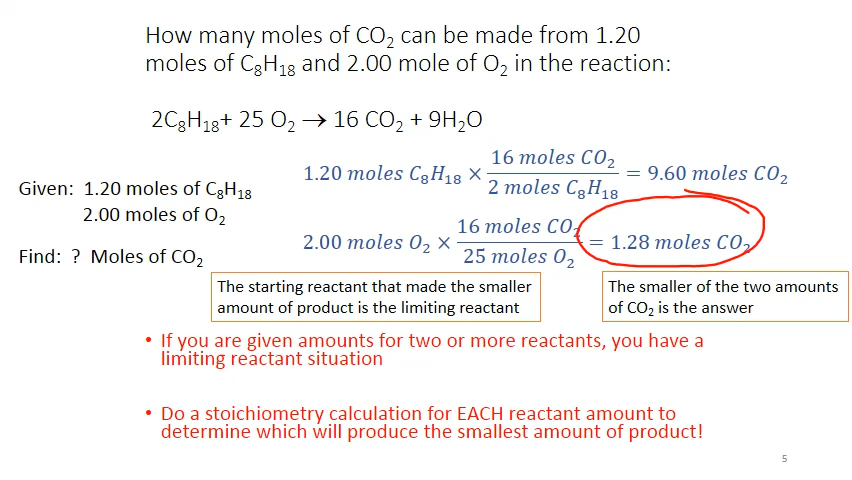 How many moles of CO₂ can be made from 1.20
moles of C₈H₁₈ and 2.00 mole of O₂ in the reaction:
2C₈H₁₈+ 25 O₂ → 16 CO₂ + 9H₂O
1.20 moles C₈H₁₈ × 16 moles CO₂ / 2 moles C₈H₁₈ = 9.60 moles CO₂
Given: 1.20 moles of C₈H₁₈
2.00 moles of O₂
2.00 moles O₂ × 16 moles CO₂ / 25 moles O₂ = 1.28 moles CO₂
Find: ? Moles of CO₂
The starting reactant that made the smaller
amount of product is the limiting reactant
The smaller of the two amounts
of CO₂ is the answer
• If you are given amounts for two or more reactants, you have a
limiting reactant situation
• Do a stoichiometry calculation for EACH reactant amount to
determine which will produce the smallest amount of product!
5